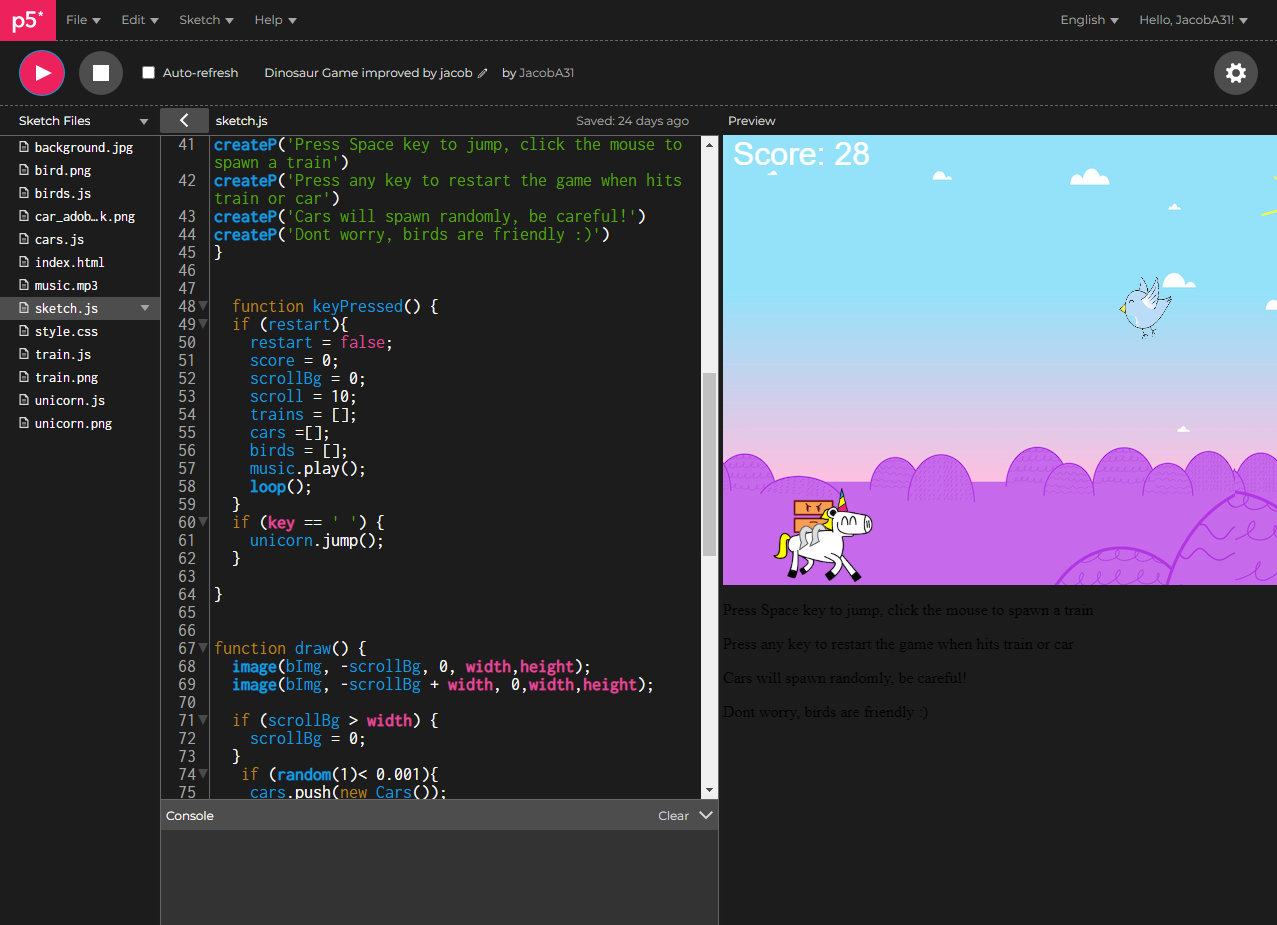 p5* File Edit Sketch Help English Hello, JacobA31!
Auto-refresh Dinosaur Game improved by jacob by JacobA31
Sketch Files
background.jpg
bird.png
birds.js
car_adob…k.png
cars.js
index.html
music.mp3
sketch.js
style.css
train.js
train.png
unicorn.js
unicorn.png
sketch.js Saved: 24 days ago
41 createP('Press Space key to jump, click the mouse to
spawn a train')
42 createP('Press any key to restart the game when hits
train or car')
43 createP('Cars will spawn randomly, be careful!')
44 createP('Dont worry, birds are friendly :)')
45 }
46
47
48 function keyPressed() {
49 if (restart){
50 restart = false;
51 score = 0;
52 scrollBg = 0;
53 scroll = 10;
54 trains = [];
55 cars =[];
56 birds = [];
57 music.play();
58 loop();
59 }
60 if (key == ' ') {
61 unicorn.jump();
62 }
63
64 }
65
66
67 function draw() {
68 image(bImg, -scrollBg, 0, width,height);
69 image(bImg, -scrollBg + width, 0,width,height);
70
71 if (scrollBg > width) {
72 scrollBg = 0;
73 }
74 if (random(1)< 0.001){
75 cars.push(new Cars());
Console Clear
Preview
Score: 28
Press Space key to jump, click the mouse to spawn a train
Press any key to restart the game when hits train or car
Cars will spawn randomly, be careful!
Dont worry, birds are friendly :)